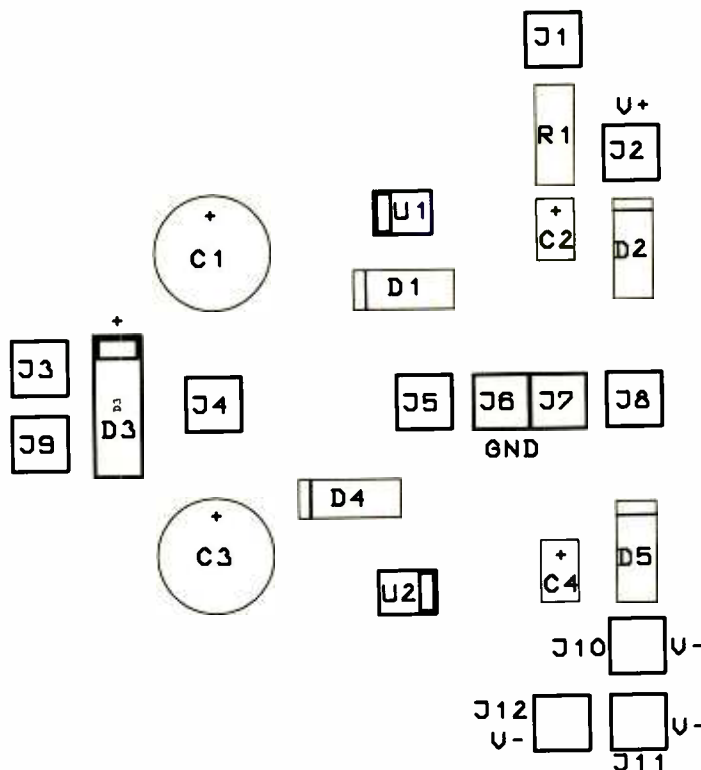 J1
V+
R1
J2
+
U1
+
C2
D2
C1
D1
+
J3
D3
D3
J4
J5
J6
J7
J8
J9
GND
D4
+
C3
+
C4
D5
U2
J10
V-
J12
V-
V-
J11